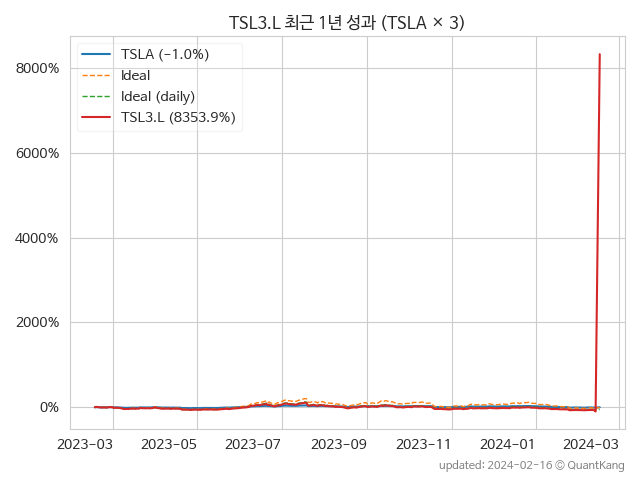 TSL3.L 최근 1년 성과 (TSLA × 3)
TSLA (−1.0%)
Ideal
Ideal (daily)
TSL3.L (8353.9%)
8000%
6000%
4000%
2000%
0%
2023-03 2023-05 2023-07 2023-09 2023-11 2024-01 2024-03
updated: 2024-02-16 © QuantKang